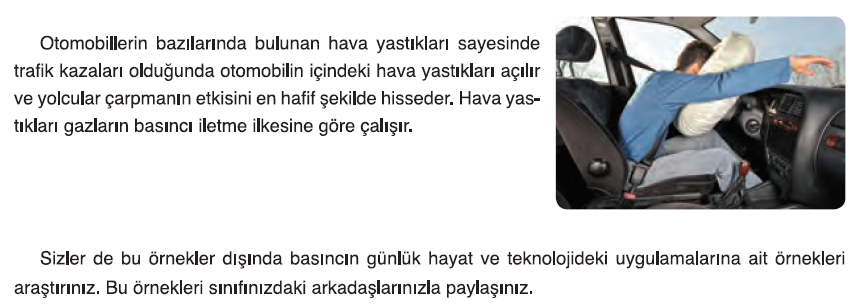 Otomobillerin bazılarında bulunan hava yastıkları sayesinde
trafik kazaları olduğunda otomobilin içindeki hava yastıkları açılır
ve yolcular çarpmanın etkisini en hafif şekilde hisseder. Hava yas-
tıkları gazların basıncı iletme ilkesine göre çalışır.
Sizler de bu örnekler dışında basıncın günlük hayat ve teknolojideki uygulamalarına ait örnekleri
araştırınız. Bu örnekleri sınıfınızdaki arkadaşlarınızla paylaşınız.